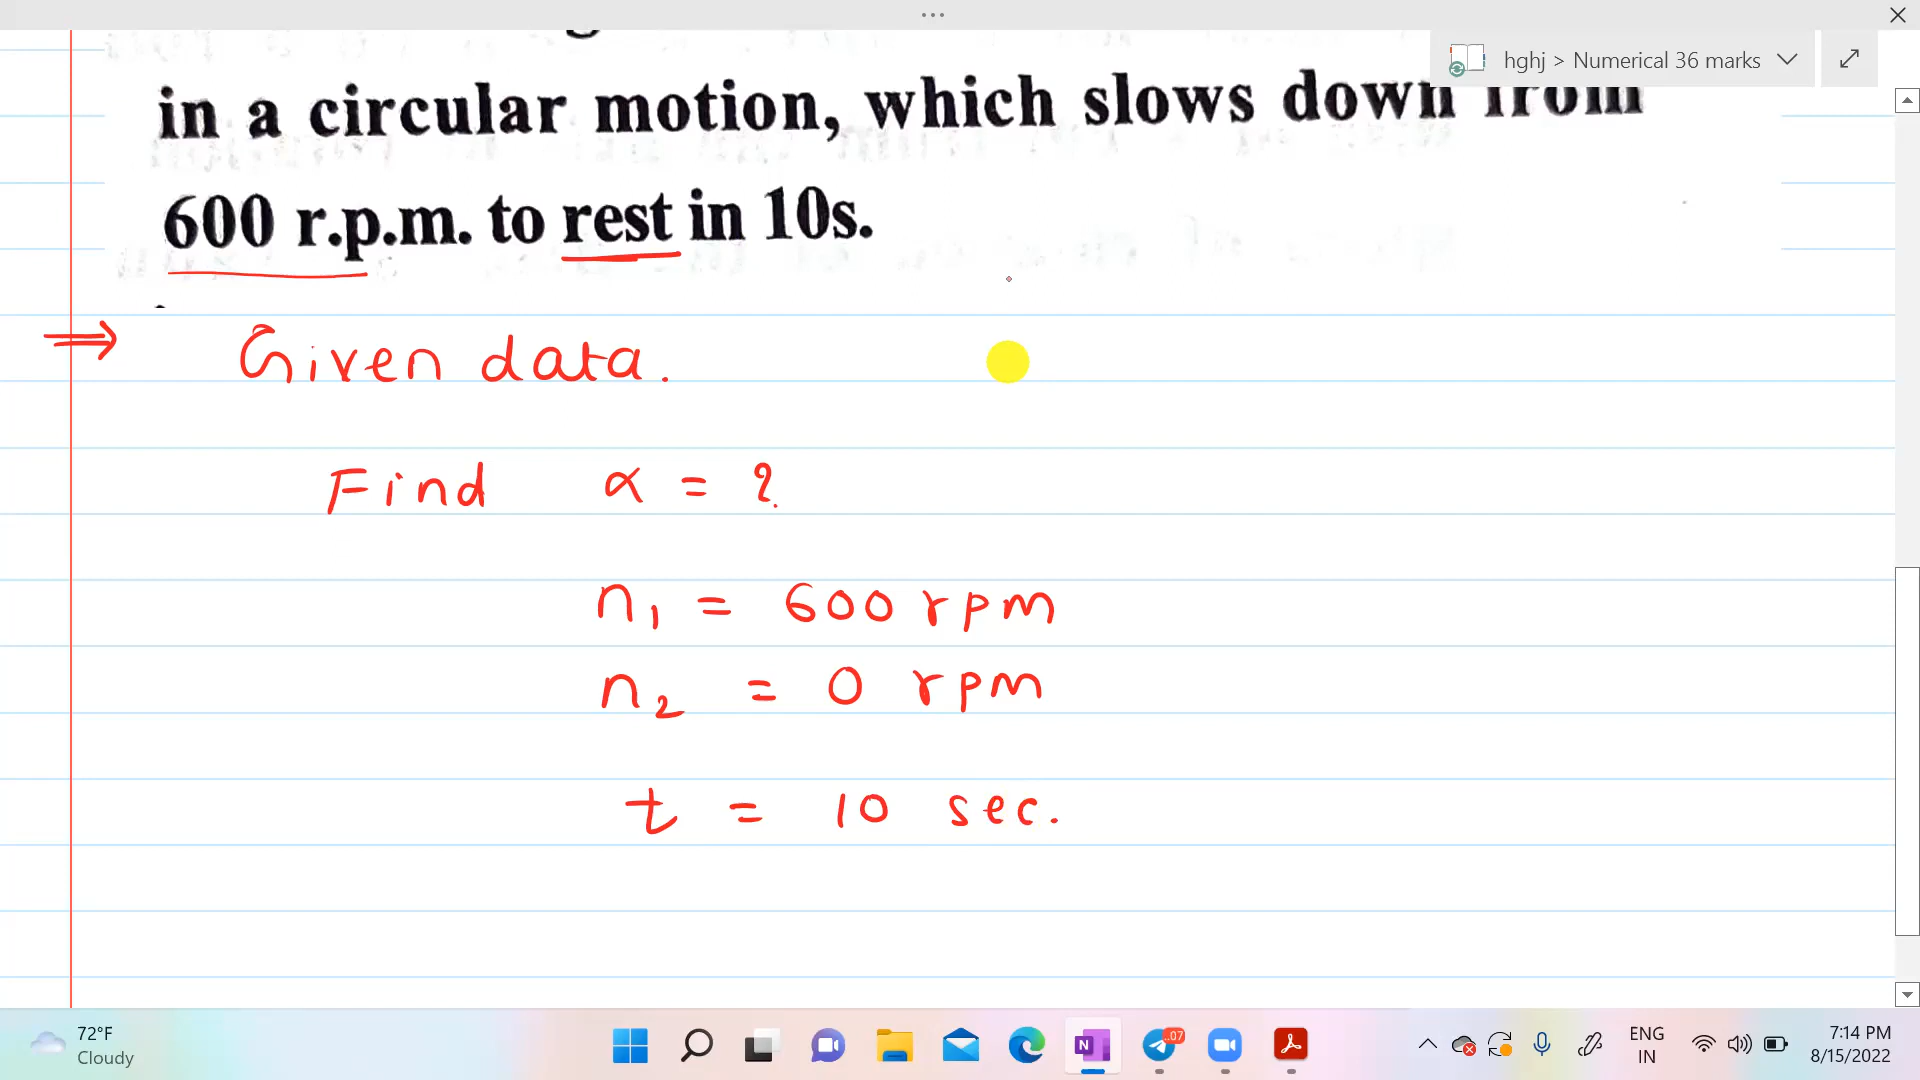 hghj > Numerical 36 marks
in a circular motion, which slows down from
600 r.p.m. to rest in 10s.
Given data.
Find α = ?
n1 = 600 rpm
n2 = 0 rpm
t = 10 sec.
72°F
Cloudy
07
ENG
IN
7:14 PM
8/15/2022